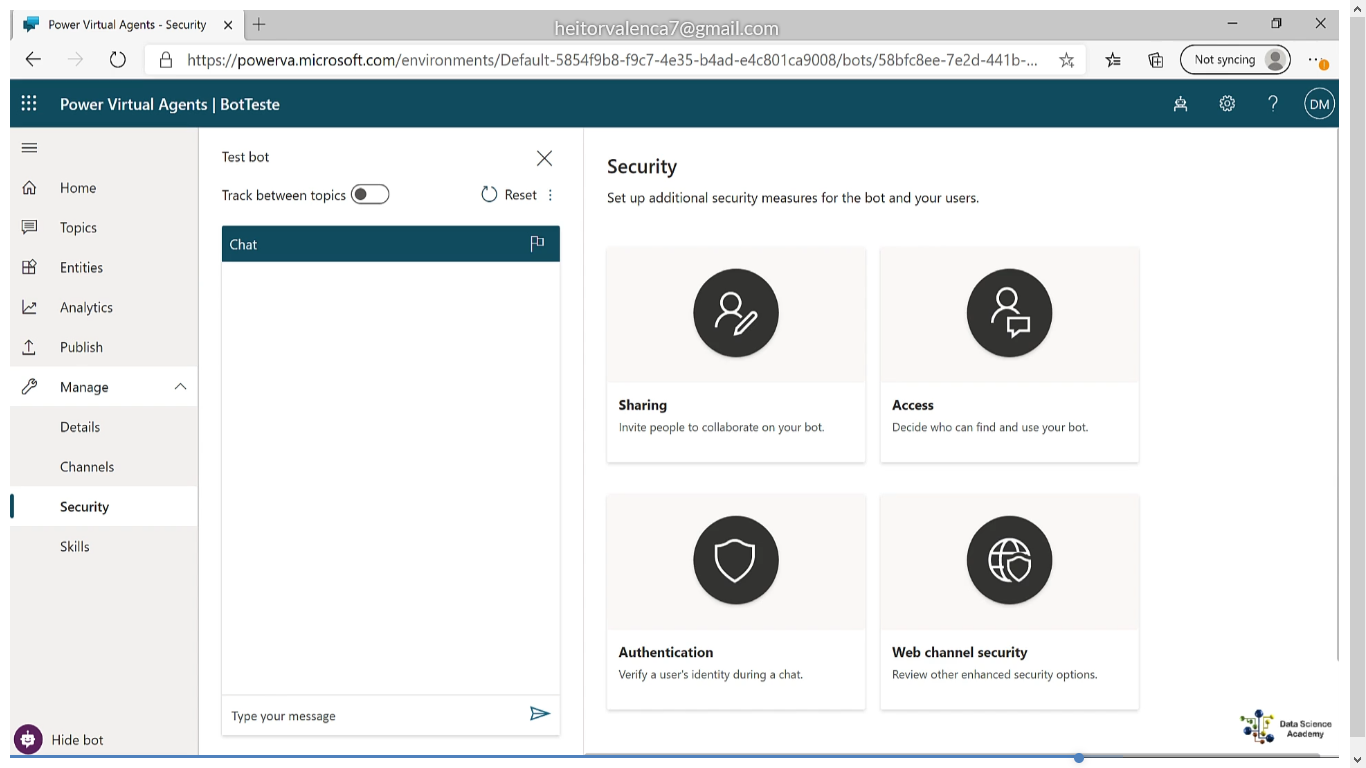 Power Virtual Agents - Security
heitorvalenca7@gmail.com
https://powerva.microsoft.com/environments/Default-5854f9b8-f9c7-4e35-b4ad-e4c801ca9008/bots/58bfc8ee-7e2d-441b-...
Not syncing
Power Virtual Agents | BotTeste
?
DM
Home
Topics
Entities
Analytics
Publish
Manage
Details
Channels
Security
Skills
Hide bot
Test bot
Track between topics
Reset
Chat
Type your message
Security
Set up additional security measures for the bot and your users.
Sharing
Invite people to collaborate on your bot.
Access
Decide who can find and use your bot.
Authentication
Verify a user's identity during a chat.
Web channel security
Review other enhanced security options.
Data Science
Academy